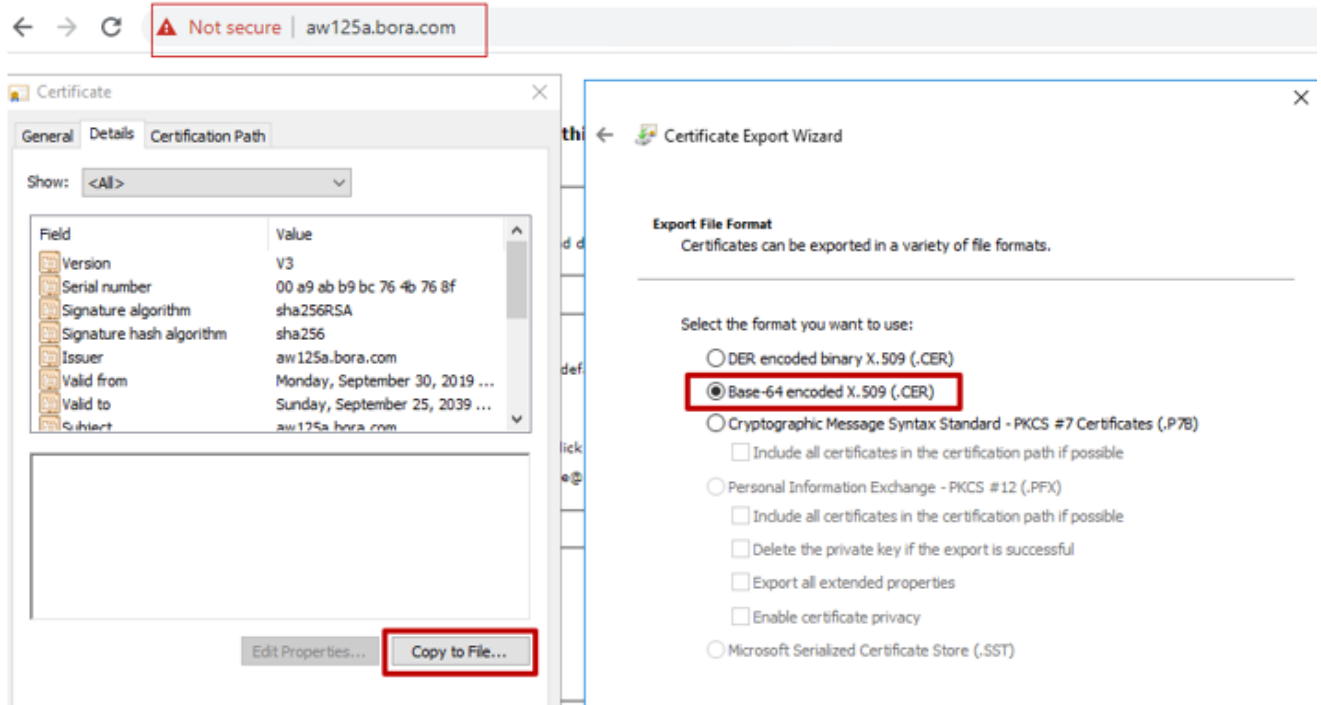 Not secure | aw125a.bora.com
Certificate
General Details Certification Path
Show: <All>
Field Value
Version V3
Serial number 00 a9 ab b9 bc 76 4b 76 8f
Signature algorithm sha256RSA
Signature hash algorithm sha256
Issuer aw125a.bora.com
Valid from Monday, September 30, 2019 ...
Valid to Sunday, September 25, 2039 ...
Subject aw125a.bora.com
Edit Properties...
Copy to File...
thi
d d
def
lick
e@
Certificate Export Wizard
Export File Format
Certificates can be exported in a variety of file formats.
Select the format you want to use:
DER encoded binary X.509 (.CER)
Base-64 encoded X.509 (.CER)
Cryptographic Message Syntax Standard - PKCS #7 Certificates (.P7B)
Include all certificates in the certification path if possible
Personal Information Exchange - PKCS #12 (.PFX)
Include all certificates in the certification path if possible
Delete the private key if the export is successful
Export all extended properties
Enable certificate privacy
Microsoft Serialized Certificate Store (.SST)